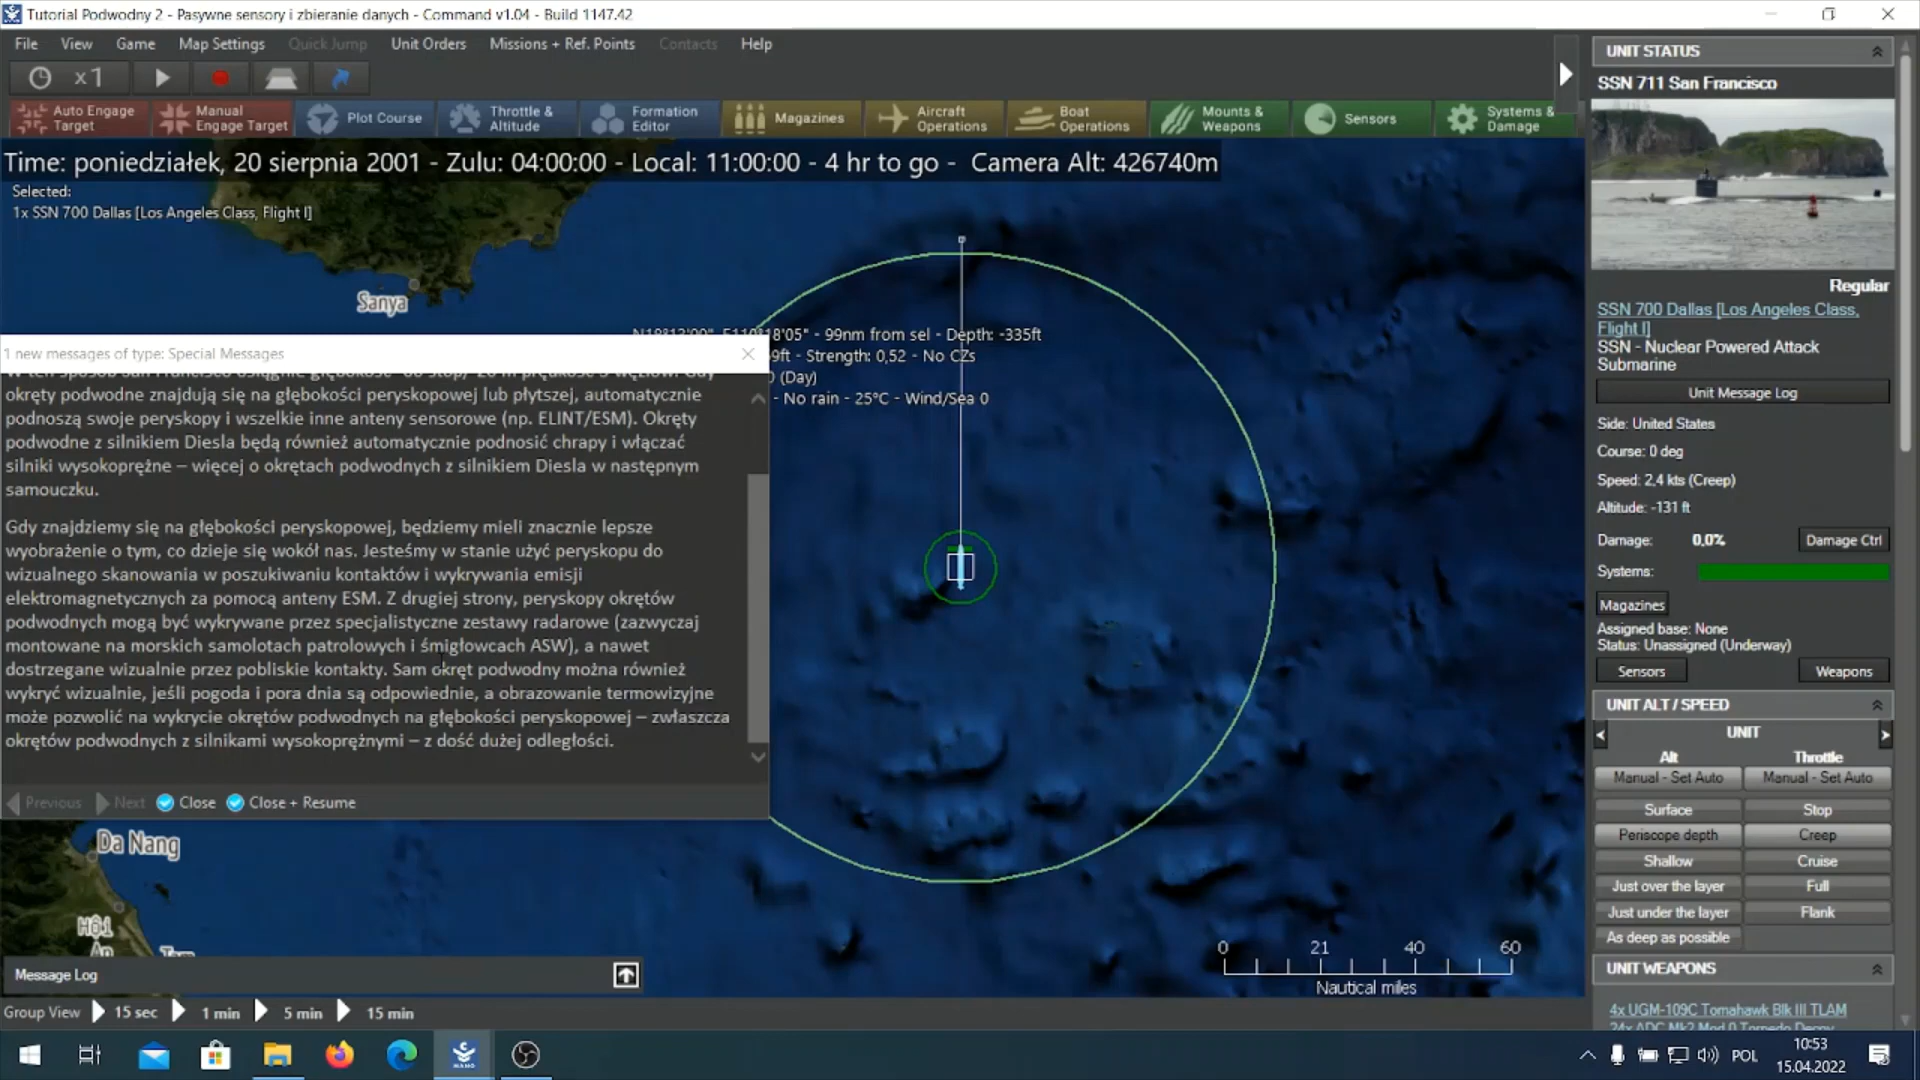 Tutorial Podwodny 2 - Pasywne sensory i zbieranie danych - Command v1.04 - Build 1147.42
File View Game Map Settings Quick Jump Unit Orders Missions + Ref. Points Contacts Help
x1
Auto Engage Target
Manual Engage Target
Plot Course
Throttle & Altitude
Formation Editor
Magazines
Aircraft Operations
Boat Operations
Mounts & Weapons
Sensors
Systems & Damage
Time: poniedziałek, 20 sierpnia 2001 - Zulu: 04:00:00 - Local: 11:00:00 - 4 hr to go - Camera Alt: 426740m
Selected:
1x SSN 700 Dallas [Los Angeles Class, Flight I]
Sanya
8'05" - 99nm from sel - Depth: -335ft
9ft - Strength: 0,52 - No CZs
(Day)
- No rain - 25°C - Wind/Sea 0
1 new messages of type: Special Messages
okręty podwodne znajdują się na głębokości peryskopowej lub płytszej, automatycznie
podnoszą swoje peryskopy i wszelkie inne anteny sensorowe (np. ELINT/ESM). Okręty
podwodne z silnikiem Diesla będą również automatycznie podnosić chrapy i włączać
silniki wysokoprężne – więcej o okrętach podwodnych z silnikiem Diesla w następnym
samouczku.
Gdy znajdziemy się na głębokości peryskopowej, będziemy mieli znacznie lepsze
wyobrażenie o tym, co dzieje się wokół nas. Jesteśmy w stanie użyć peryskopu do
wizualnego skanowania w poszukiwaniu kontaktów i wykrywania emisji
elektromagnetycznych za pomocą anteny ESM. Z drugiej strony, peryskopy okrętów
podwodnych mogą być wykrywane przez specjalistyczne zestawy radarowe (zazwyczaj
montowane na morskich samolotach patrolowych i śmigłowcach ASW), a nawet
dostrzegane wizualnie przez pobliskie kontakty. Sam okręt podwodny można również
wykryć wizualnie, jeśli pogoda i pora dnia są odpowiednie, a obrazowanie termowizyjne
może pozwolić na wykrycie okrętów podwodnych na głębokości peryskopowej – zwłaszcza
okrętów podwodnych z silnikami wysokoprężnymi – z dość dużej odległości.
Previous Next Close Close + Resume
Da Nang
Hội
An
Message Log
Group View 15 sec 1 min 5 min 15 min
0 21 40 60
Nautical miles
UNIT STATUS
SSN 711 San Francisco
Regular
SSN 700 Dallas [Los Angeles Class,
Flight I]
SSN - Nuclear Powered Attack
Submarine
Unit Message Log
Side: United States
Course: 0 deg
Speed: 2,4 kts (Creep)
Altitude: -131 ft
Damage: 0,0% Damage Ctrl
Systems:
Magazines
Assigned base: None
Status: Unassigned (Underway)
Sensors Weapons
UNIT ALT / SPEED
UNIT
Alt Throttle
Manual - Set Auto Manual - Set Auto
Surface Stop
Periscope depth Creep
Shallow Cruise
Just over the layer Full
Just under the layer Flank
As deep as possible
UNIT WEAPONS
4x UGM-109C Tomahawk Blk III TLAM
24x ADC Mk2 Mod 0 Torpedo Decoy
POL
10:53
15.04.2022